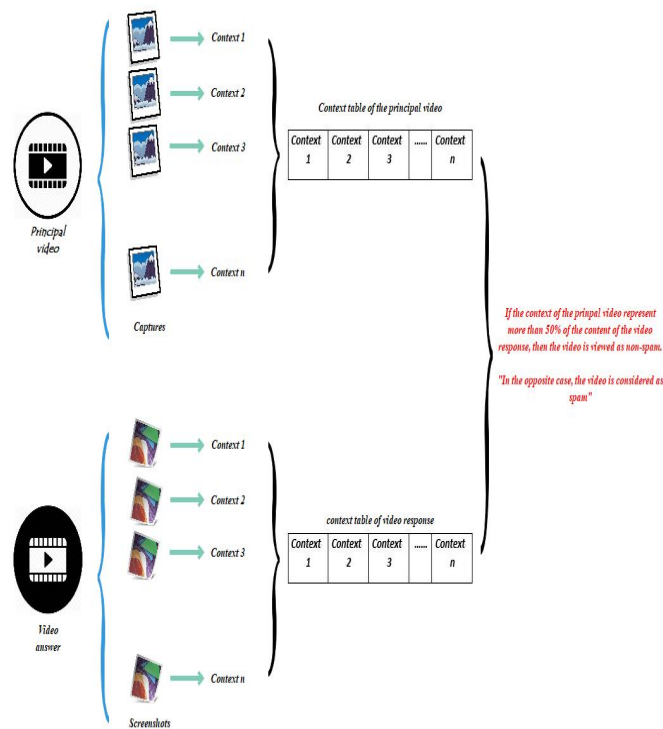 Context 1
Context 2
Context 3
Context n
Principal
video
Captures
Context table of the principal video
Context Context Context ...... Context
1 2 3 n
If the context of the prinpal video represent
more than 50% of the content of the video
response, then the video is viewed as non-spam.
"In the opposite case, the video is considered as
spam"
Context 1
Context 2
Context 3
Context n
Video
answer
Screenshots
context table of video response
Context Context Context ...... Context
1 2 3 n